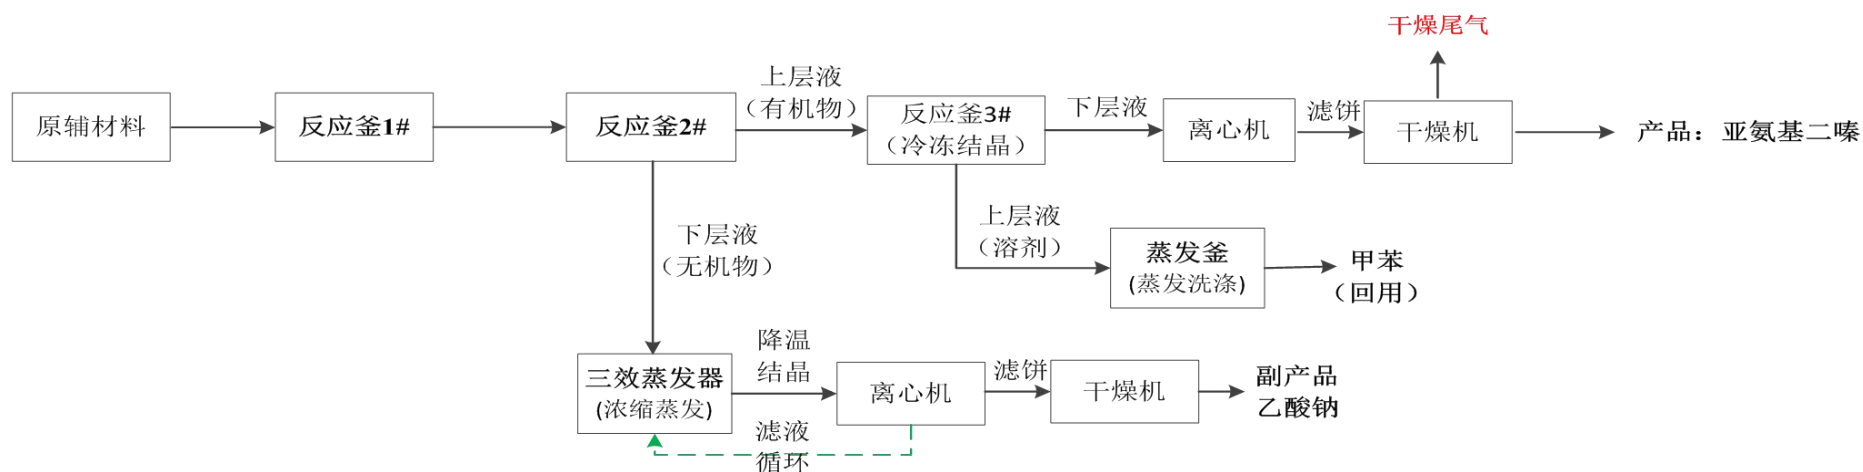 干燥尾气
原辅材料
反应釜1#
反应釜2#
上层液
（有机物）
反应釜3#
（冷冻结晶）
下层液
离心机
滤饼
干燥机
产品：亚氨基二嗪
下层液
（无机物）
上层液
（溶剂）
蒸发釜
(蒸发洗涤)
甲苯
（回用）
三效蒸发器
(浓缩蒸发)
降温
结晶
离心机
滤饼
干燥机
副产品
乙酸钠
滤液
循环